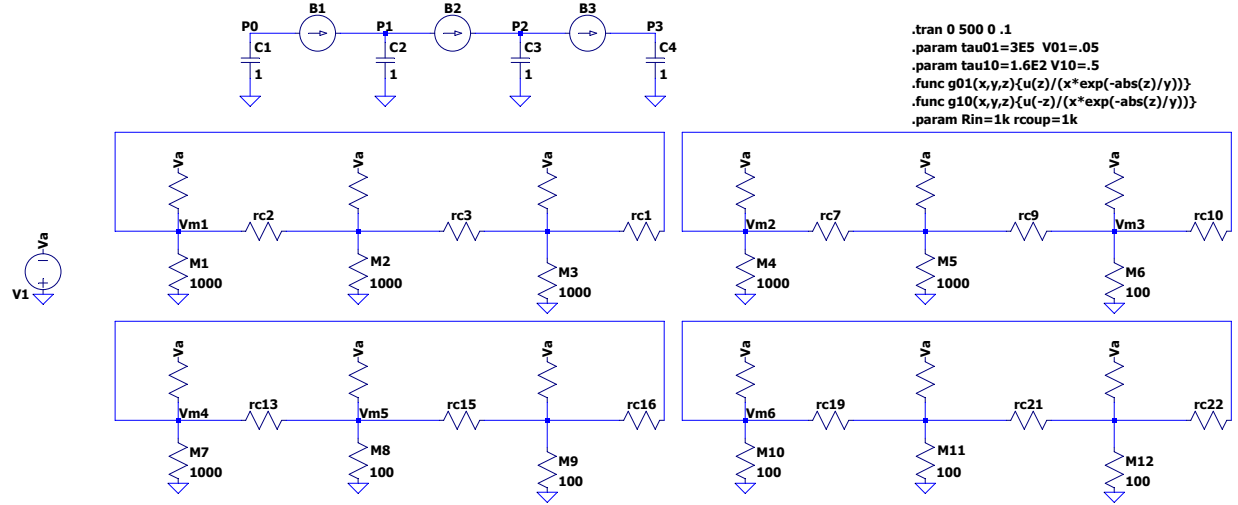 B1 B2 B3
P0 P1 P2 P3
C1 C2 C3 C4
1 1 1 1
.tran 0 500 0 .1
.param tau01=3E5 V01=.05
.param tau10=1.6E2 V10=.5
.func g01(x,y,z){u(z)/(x*exp(-abs(z)/y))}
.func g10(x,y,z){u(-z)/(x*exp(-abs(z)/y))}
.param Rin=1k rcoup=1k
Va Va Va Va Va Va
Vm1 rc2 rc3 rc1 Vm2 rc7 rc9 Vm3 rc10
M1 M2 M3 M4 M5 M6
1000 1000 1000 1000 1000 100
Va
V1
Va Va Va Va Va Va
Vm4 rc13 Vm5 rc15 rc16 Vm6 rc19 rc21 rc22
M7 M8 M9 M10 M11 M12
1000 100 100 100 100 100